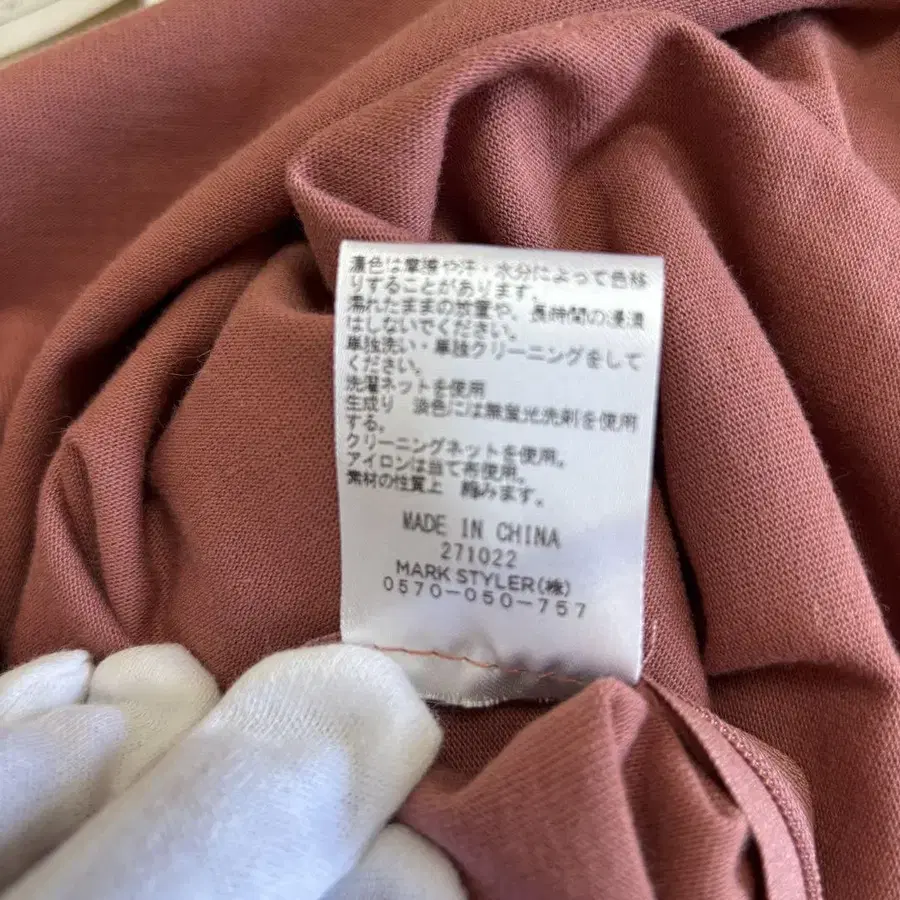 濃色は摩擦や汗・水分によって色移
りすることがあります。
濡れたままの放置や、長時間の浸漬
はしないでください。
単独洗い・単独クリーニングをして
ください。
洗濯ネットを使用
生成り 淡色には無蛍光洗剤を使用
する。
クリーニングネットを使用。
アイロンは当て布使用。
素材の性質上 縮みます。
MADE IN CHINA
271022
MARK STYLER(株)
0570-050-757